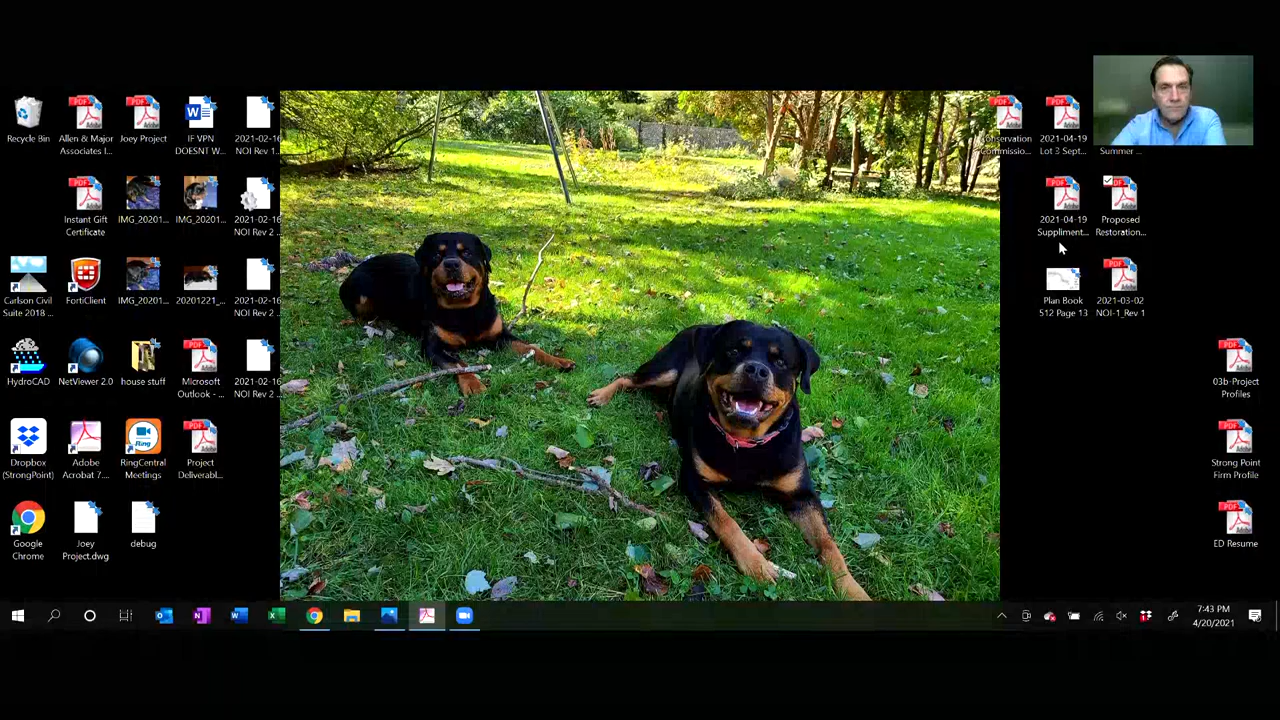 Recycle Bin
Allen & Major
Associates I...
Joey Project
IF VPN
DOESNT W...
2021-02-16
NOI Rev 1...
Instant Gift
Certificate
IMG_20201...
IMG_201...
2021-02-16
NOI Rev 2 ...
Carlson Civil
Suite 2018 ...
FortiClient
IMG_20201...
20201221_...
2021-02-16
NOI Rev 2 ...
HydroCAD
NetViewer 2.0
house stuff
Microsoft
Outlook - ...
2021-02-16
NOI Rev 2 ...
Dropbox
(StrongPoint)
Adobe
Acrobat 7....
RingCentral
Meetings
Project
Deliverabl...
Google
Chrome
Joey
Project.dwg
debug
Commissio...
2021-04-19
Lot 3 Sept...
Summer ...
2021-04-19
Suppliment...
Proposed
Restoration...
Plan Book
512 Page 13
2021-03-02
NOI-1_Rev 1
03b-Project
Profiles
Strong Point
Firm Profile
ED Resume
7:43 PM
4/20/2021